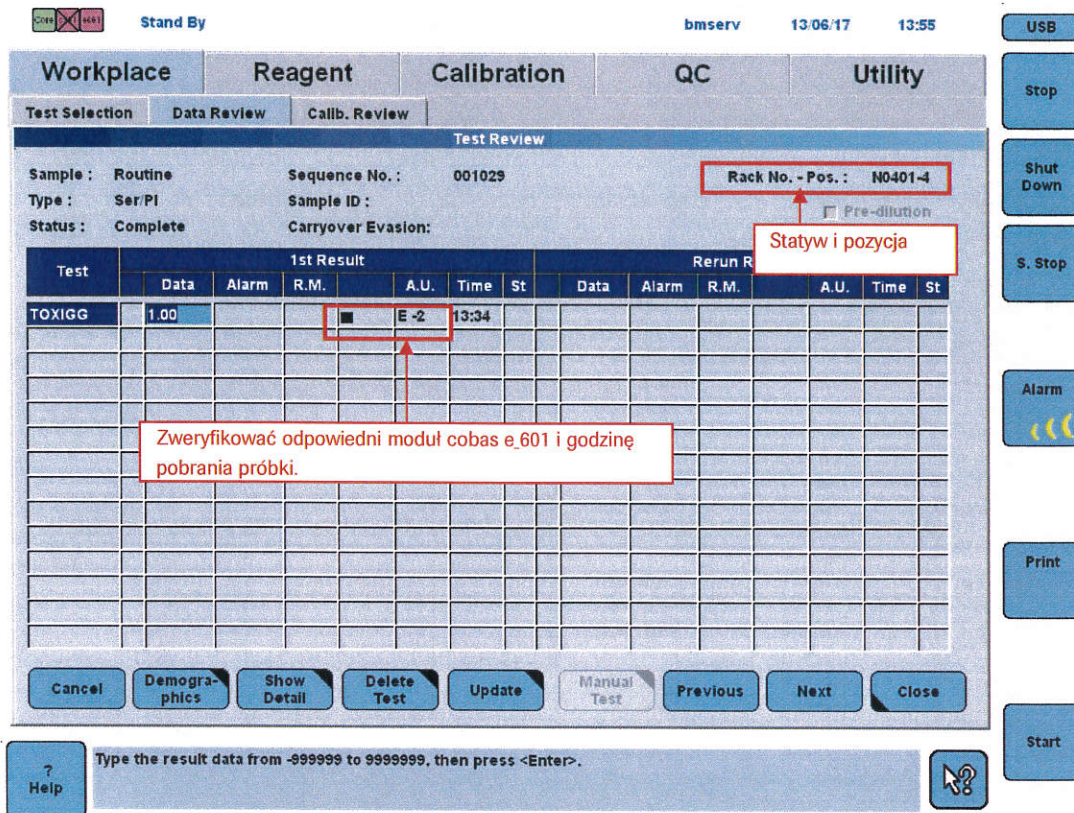 Core e601 e601 Stand By bmserv 13/06/17 13:55
USB
Workplace Reagent Calibration QC Utility
Stop
Test Selection Data Review Calib. Review
Test Review
Sample : Routine Sequence No. : 001029 Rack No. - Pos. : N0401-4
Shut Down
Type : Ser/Pl Sample ID :
Pre-dilution
Status : Complete Carryover Evasion:
Statyw i pozycja
S. Stop
Test 1st Result Rerun R
Data Alarm R.M. A.U. Time St Data Alarm R.M. A.U. Time St
TOXIGG 1.00 E -2 13:34
Alarm
Zweryfikować odpowiedni moduł cobas e_601 i godzinę
pobrania próbki.
Print
Cancel Demogra-phics Show Detail Delete Test Update Manual Test Previous Next Close
Start
? Help
Type the result data from -999999 to 9999999, then press <Enter>.